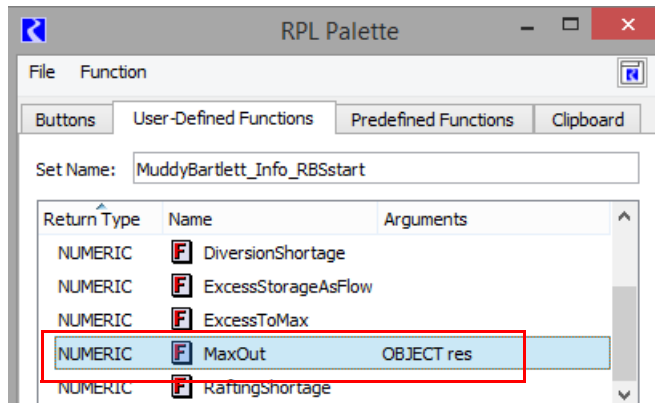 RPL Palette
File Function
Buttons User-Defined Functions Predefined Functions Clipboard
Set Name: MuddyBartlett_Info_RBSstart
Return Type Name Arguments
NUMERIC F DiversionShortage
NUMERIC F ExcessStorageAsFlow
NUMERIC F ExcessToMax
NUMERIC F MaxOut OBJECT res
NUMERIC F RaftingShortage